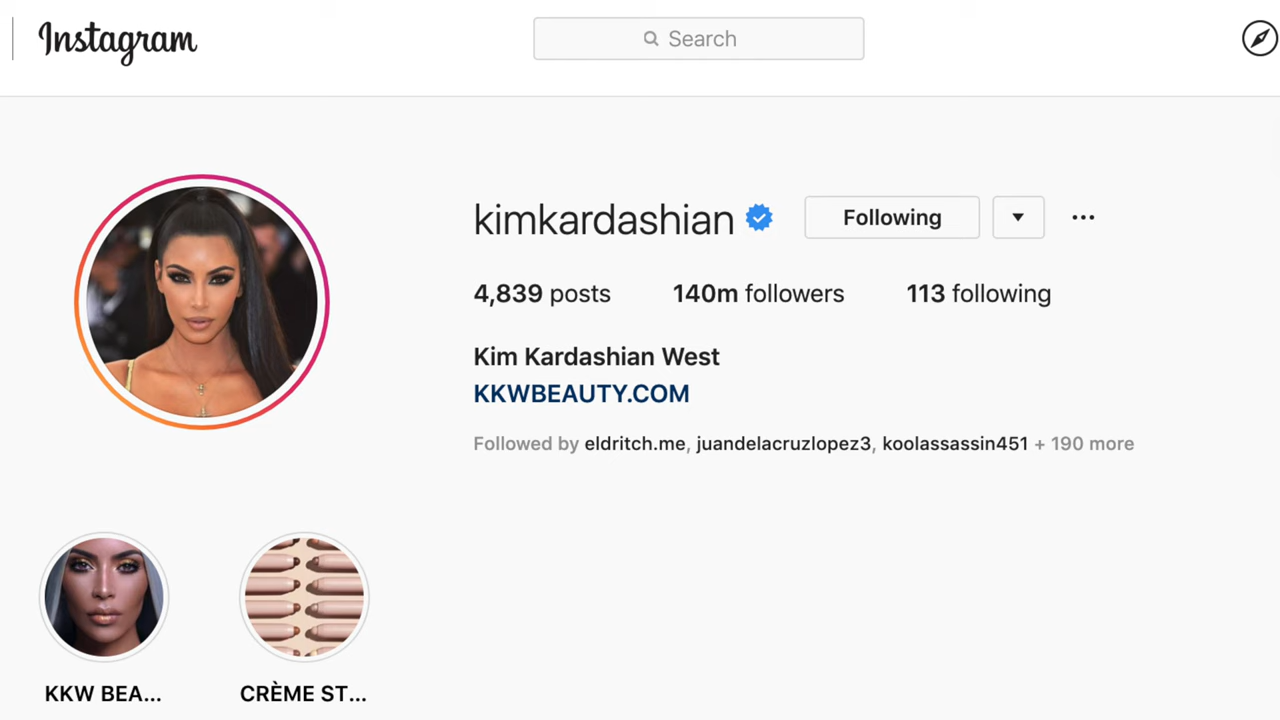 Instagram
Search
kimkardashian
Following
4,839 posts 140m followers 113 following
Kim Kardashian West
KKWBEAUTY.COM
Followed by eldritch.me, juandelacruzlopez3, koolassassin451 + 190 more
KKW BEA...
CRÈME ST...